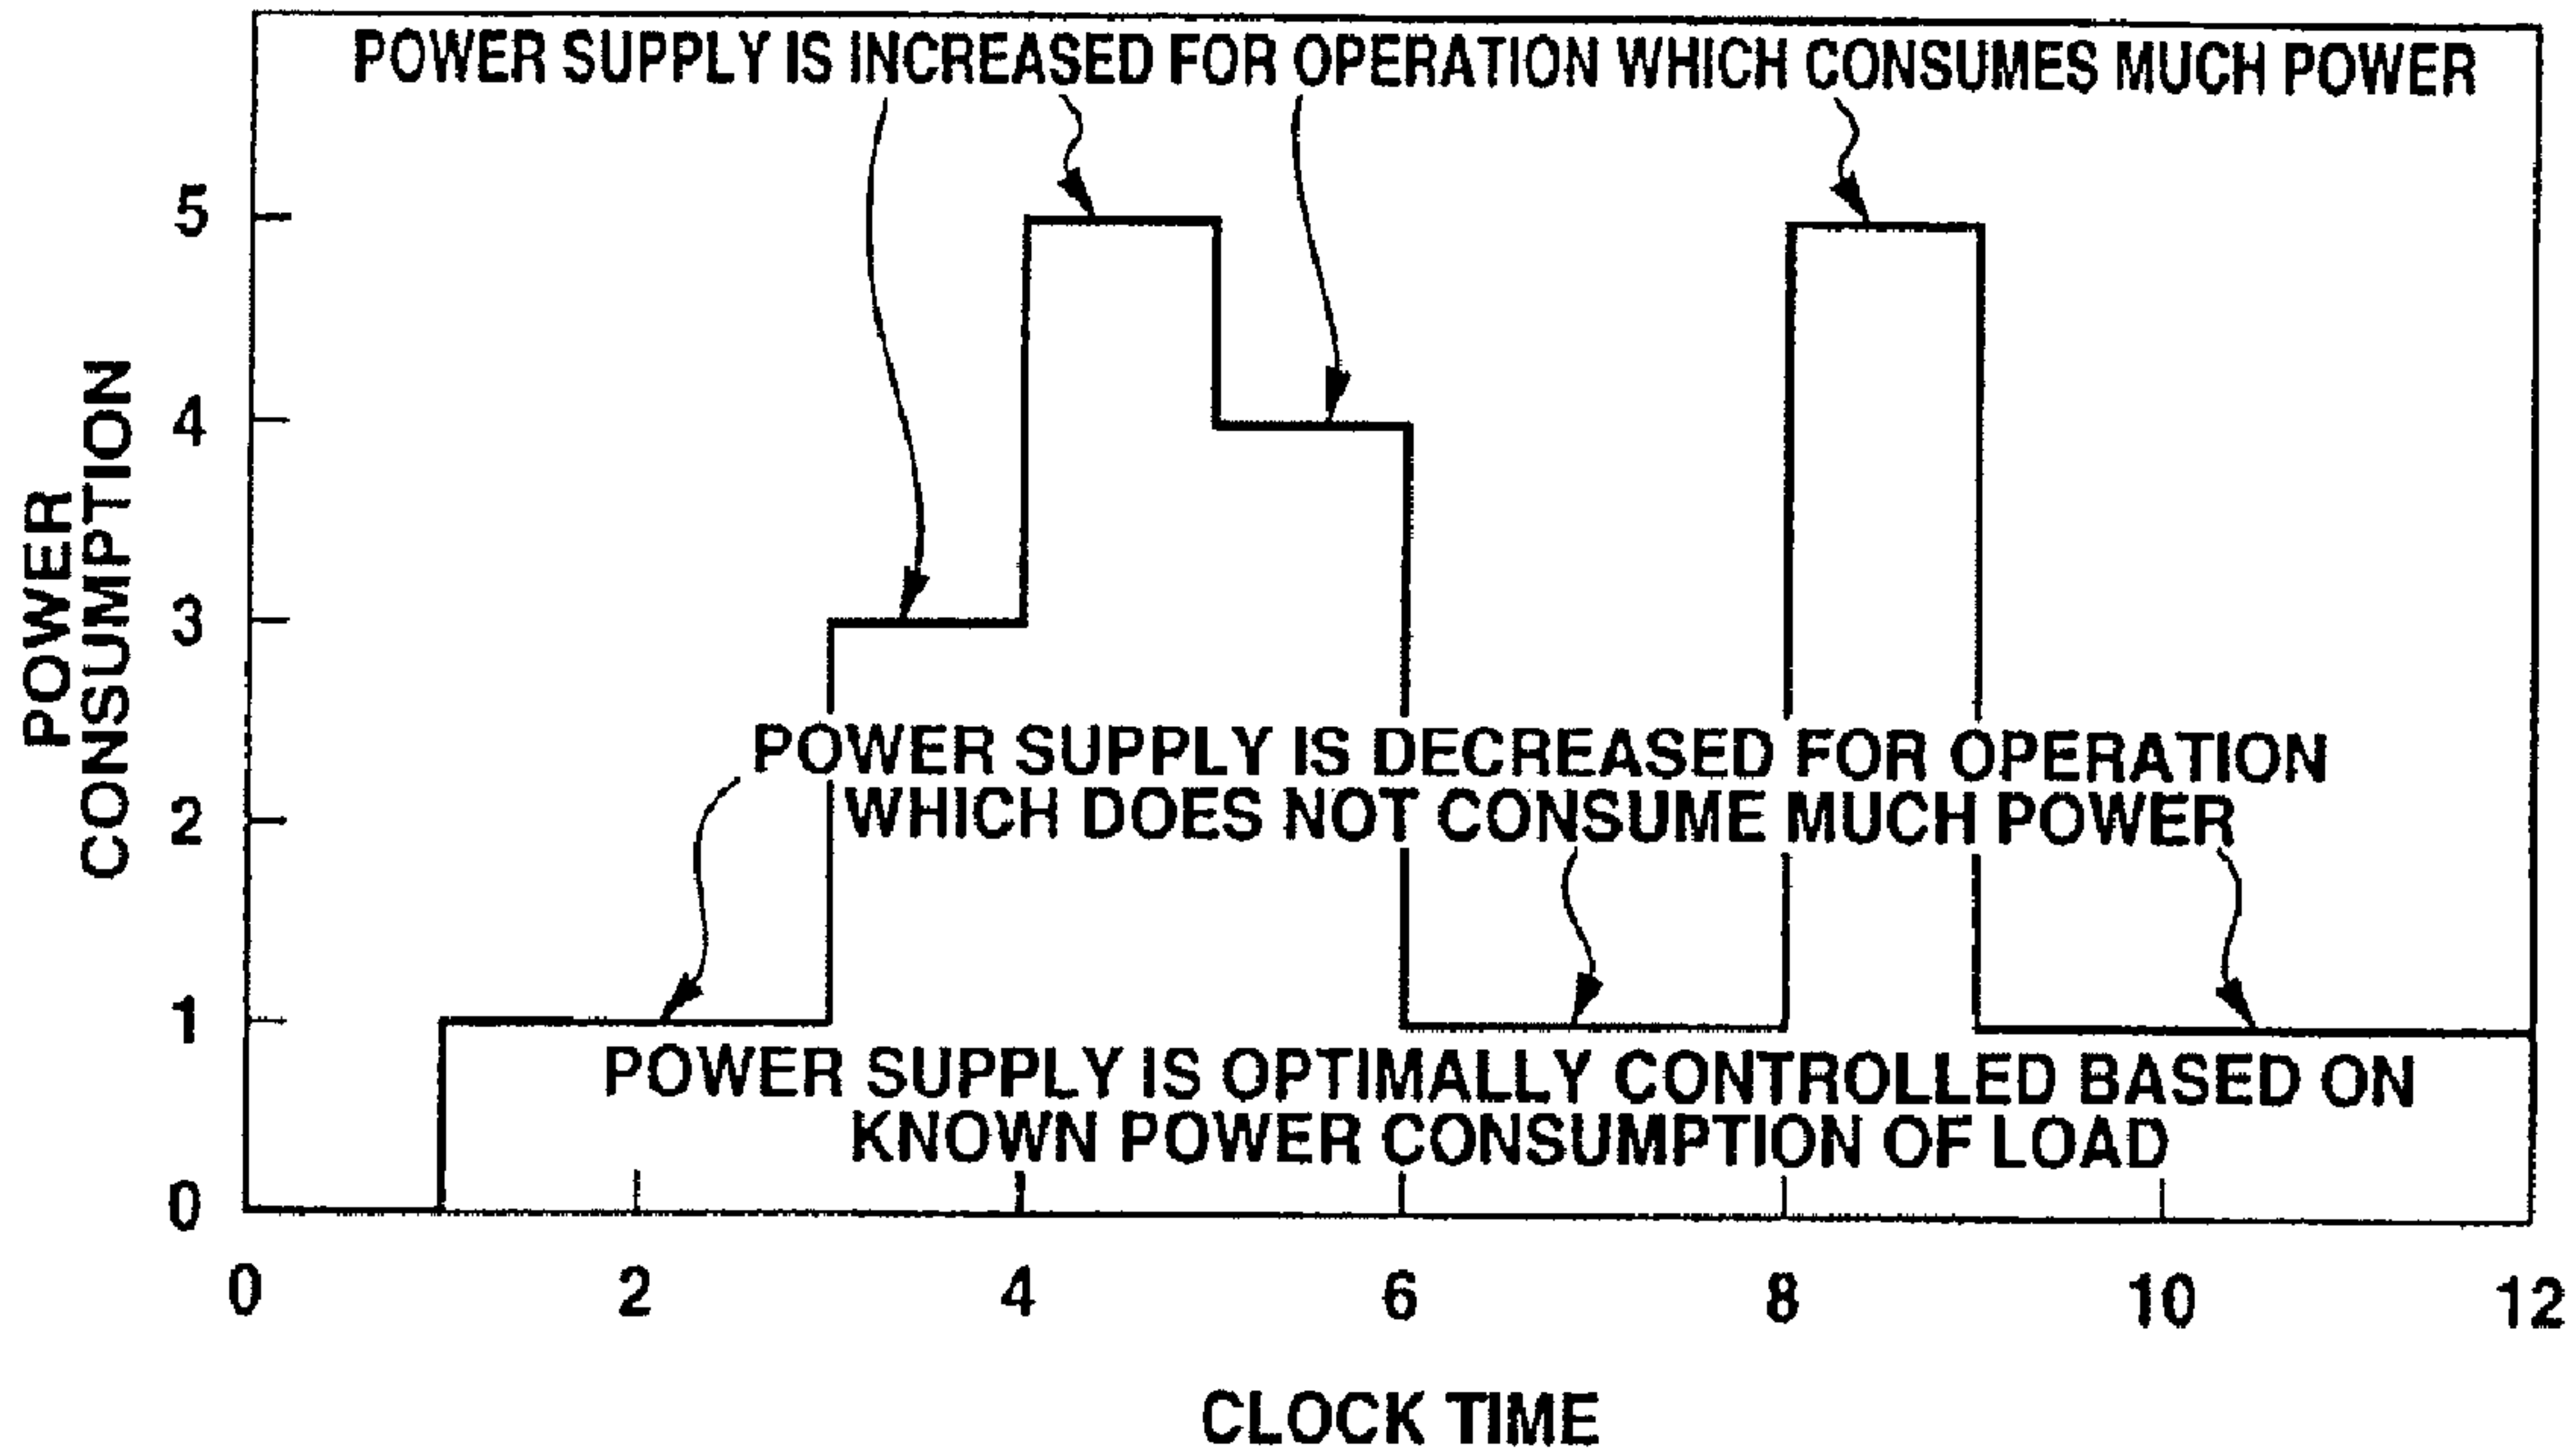 POWER SUPPLY IS INCREASED FOR OPERATION WHICH CONSUMES MUCH POWER
5
4
3
2
1
0
POWER
CONSUMPTION
POWER SUPPLY IS DECREASED FOR OPERATION
WHICH DOES NOT CONSUME MUCH POWER
POWER SUPPLY IS OPTIMALLY CONTROLLED BASED ON
KNOWN POWER CONSUMPTION OF LOAD
0 2 4 6 8 10 12
CLOCK TIME